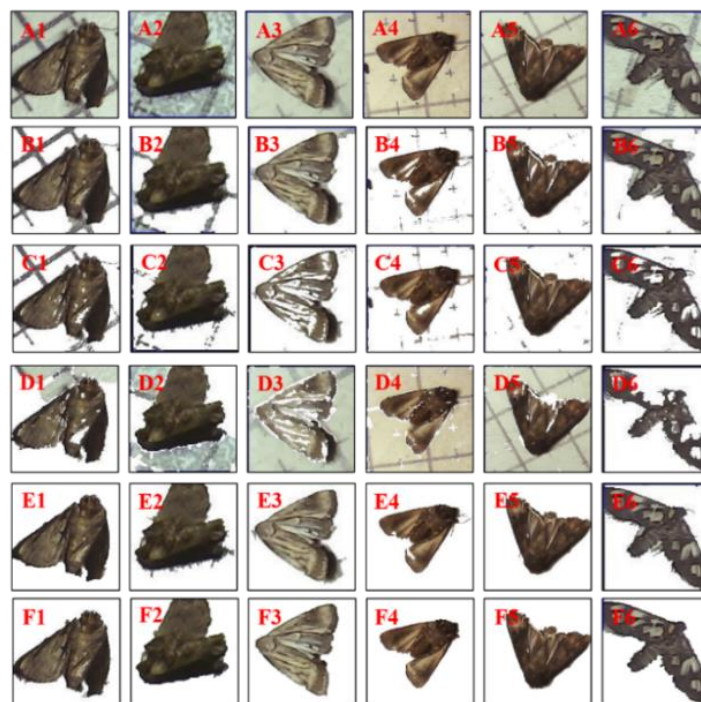 A1 A2 A3 A4 A5 A6
B1 B2 B3 B4 B5 B6
C1 C2 C3 C4 C5 C6
D1 D2 D3 D4 D5 D6
E1 E2 E3 E4 E5 E6
F1 F2 F3 F4 F5 F6